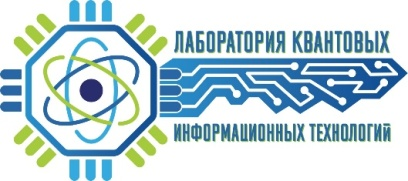 ЛАБОРАТОРИЯ КВАНТОВЫХ
ИНФОРМАЦИОННЫХ ТЕХНОЛОГИЙ